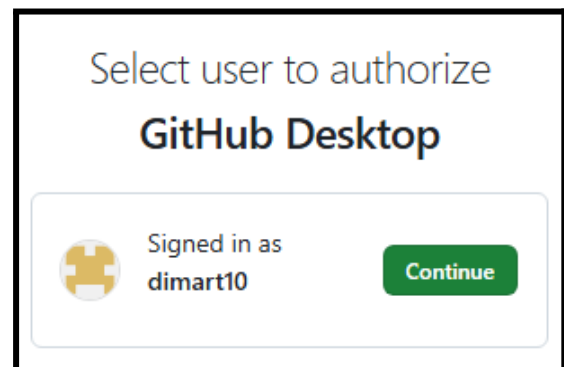 Select user to authorize
GitHub Desktop
Signed in as
dimart10
Continue